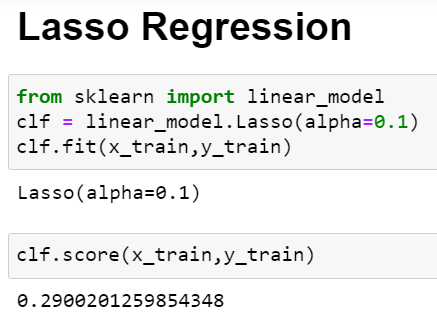 Lasso Regression
from sklearn import linear_model
clf = linear_model.Lasso(alpha=0.1)
clf.fit(x_train,y_train)
Lasso(alpha=0.1)
clf.score(x_train,y_train)
0.2900201259854348